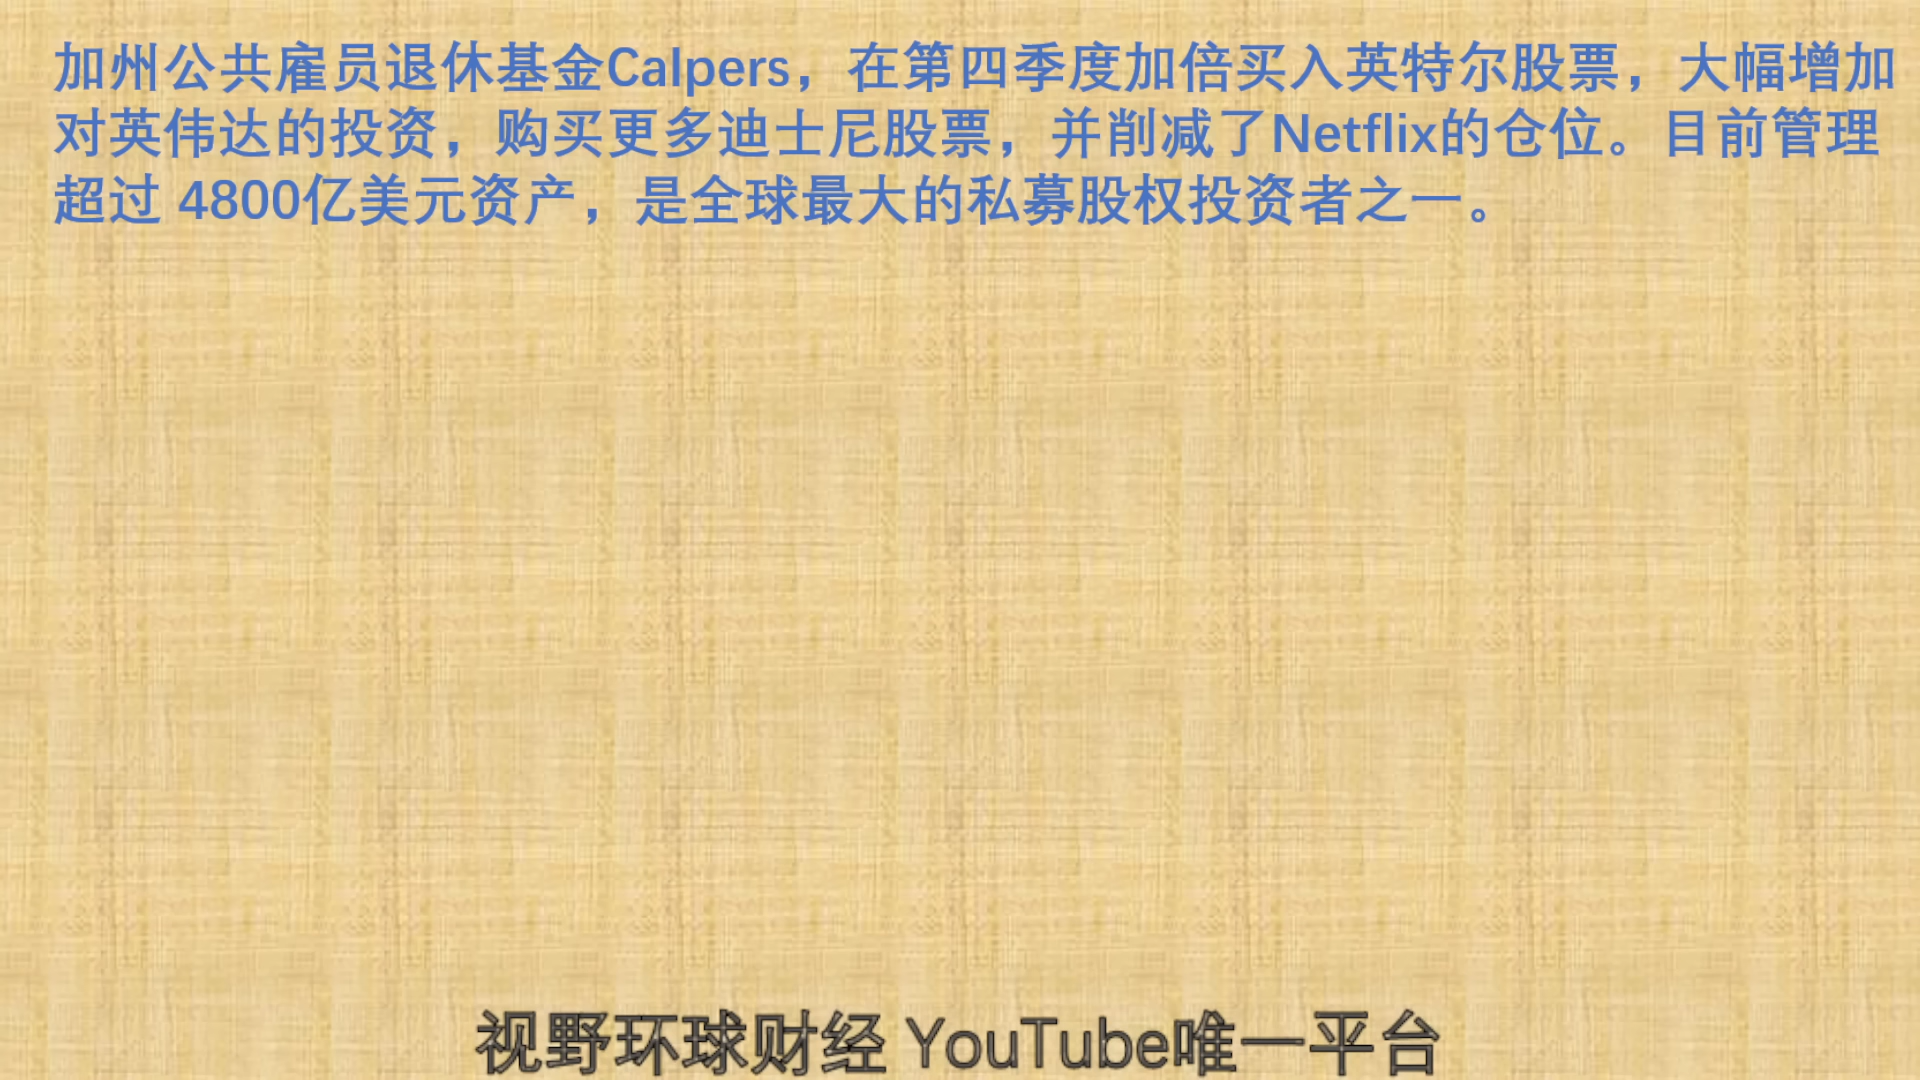 加州公共雇员退休基金Calpers，在第四季度加倍买入英特尔股票，大幅增加
对英伟达的投资，购买更多迪士尼股票，并削减了Netflix的仓位。目前管理
超过 4800亿美元资产，是全球最大的私募股权投资者之一。
视野环球财经 YouTube唯一平台